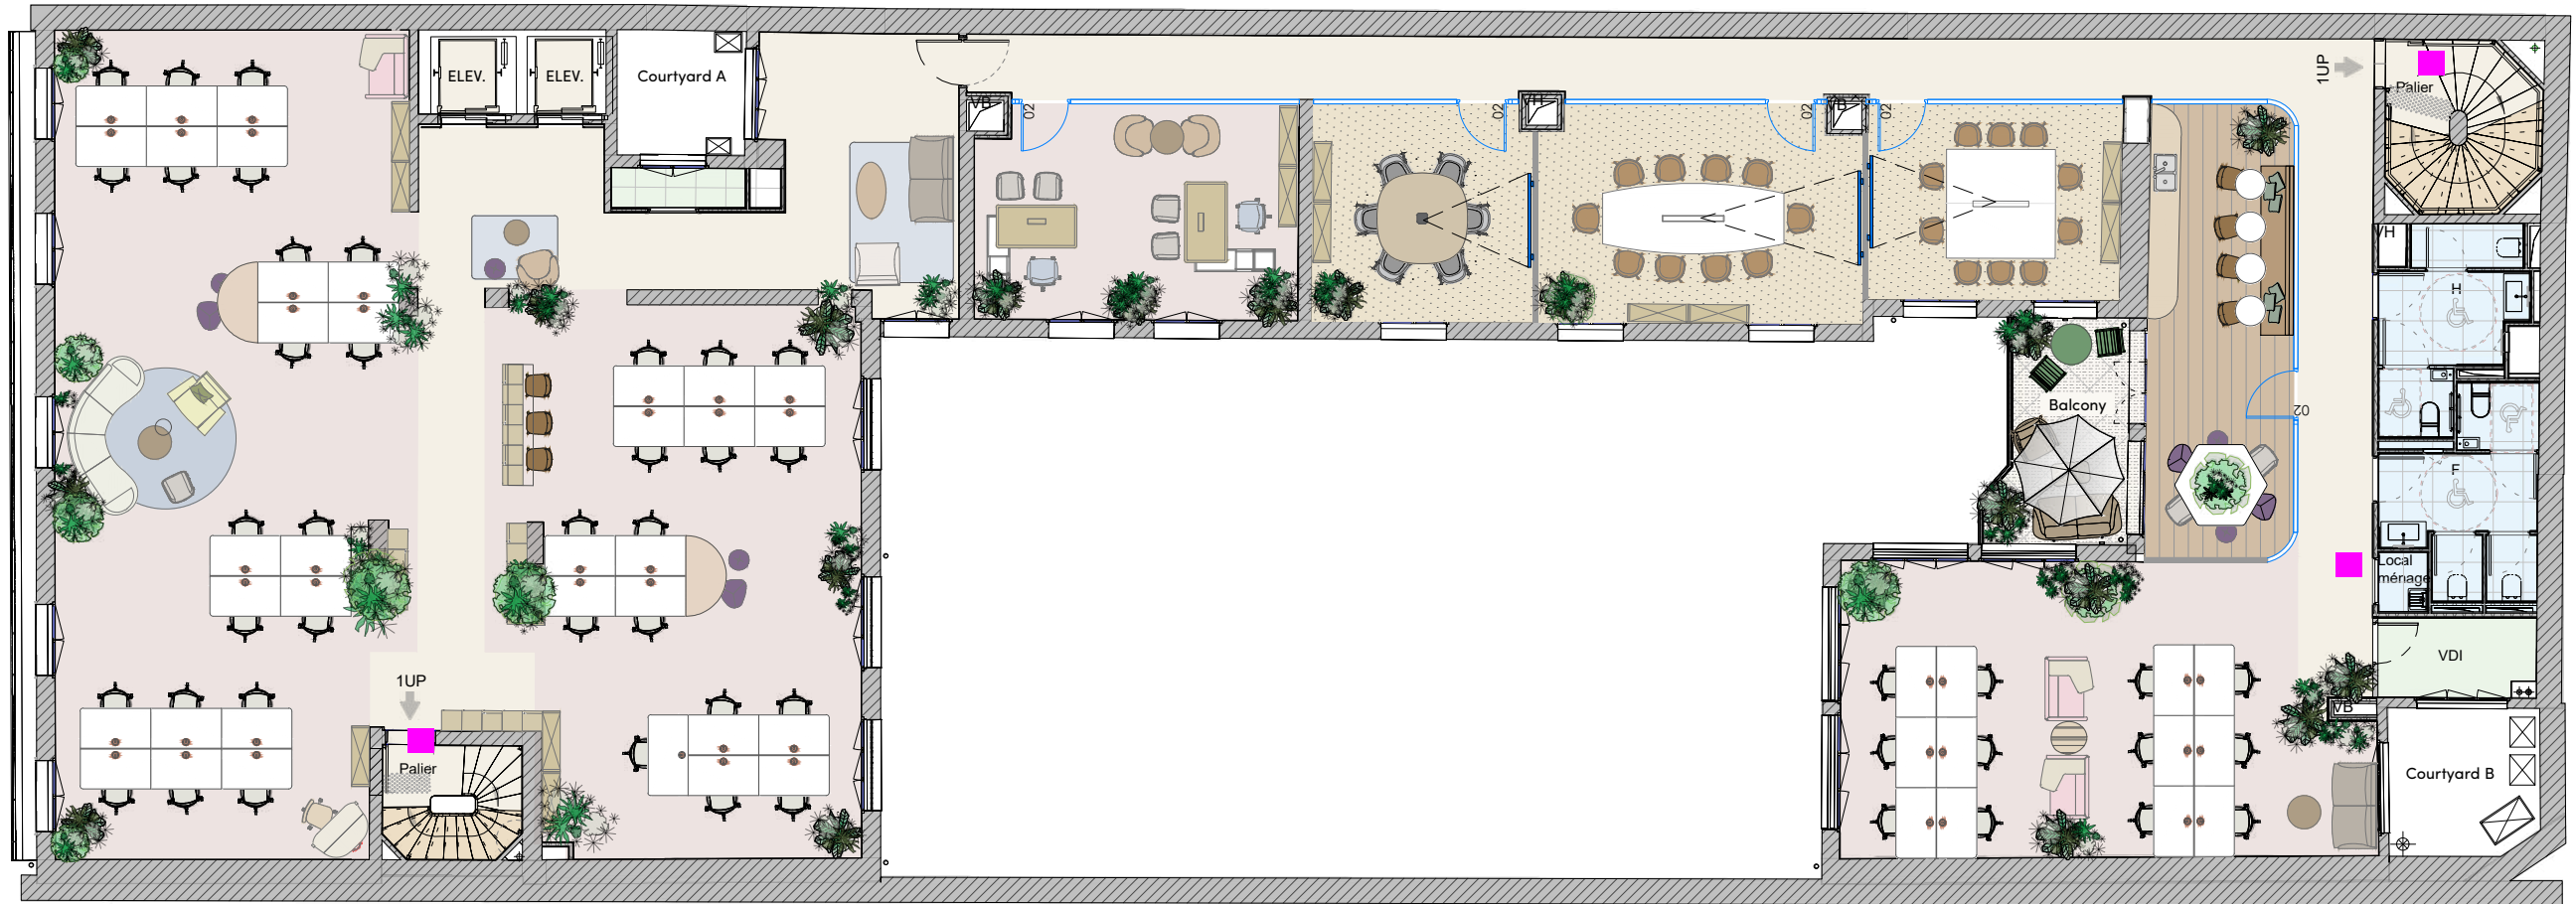 ELEV.
ELEV.
Courtyard A
VB
02
02
VH
02
VB
02
1UP
Palier
VH
H
Balcony
02
F
Local
ménage
1UP
VDI
VB
Palier
Courtyard B